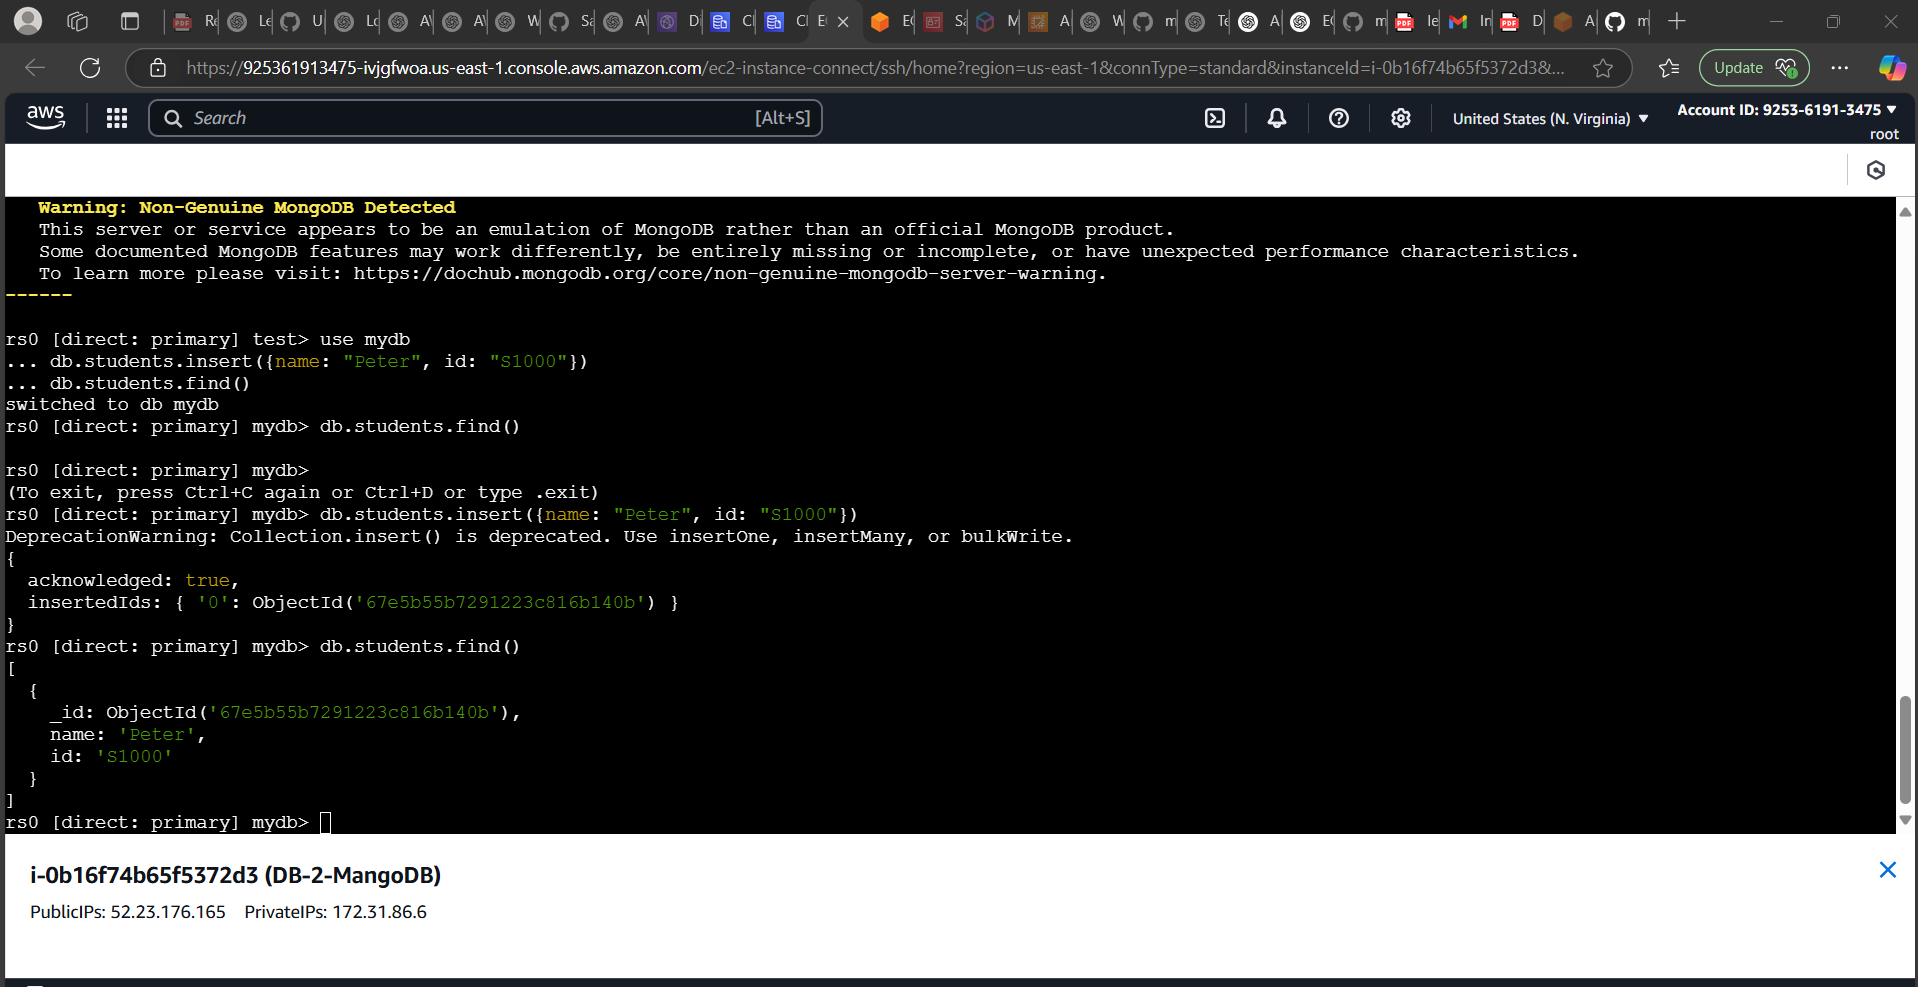 https://925361913475-ivjgfwoa.us-east-1.console.aws.amazon.com/ec2-instance-connect/ssh/home?region=us-east-1&connType=standard&instanceId=i-0b16f74b65f5372d3&...
Update
aws
Search
[Alt+S]
United States (N. Virginia)
Account ID: 9253-6191-3475
root
Warning: Non-Genuine MongoDB Detected
This server or service appears to be an emulation of MongoDB rather than an official MongoDB product.
Some documented MongoDB features may work differently, be entirely missing or incomplete, or have unexpected performance characteristics.
To learn more please visit: https://dochub.mongodb.org/core/non-genuine-mongodb-server-warning.
------
rs0 [direct: primary] test> use mydb
... db.students.insert({name: "Peter", id: "S1000"})
... db.students.find()
switched to db mydb
rs0 [direct: primary] mydb> db.students.find()
rs0 [direct: primary] mydb>
(To exit, press Ctrl+C again or Ctrl+D or type .exit)
rs0 [direct: primary] mydb> db.students.insert({name: "Peter", id: "S1000"})
DeprecationWarning: Collection.insert() is deprecated. Use insertOne, insertMany, or bulkWrite.
{
  acknowledged: true,
  insertedIds: { '0': ObjectId('67e5b55b7291223c816b140b') }
}
rs0 [direct: primary] mydb> db.students.find()
[
  {
    _id: ObjectId('67e5b55b7291223c816b140b'),
    name: 'Peter',
    id: 'S1000'
  }
]
rs0 [direct: primary] mydb>
i-0b16f74b65f5372d3 (DB-2-MangoDB)
PublicIPs: 52.23.176.165 PrivateIPs: 172.31.86.6